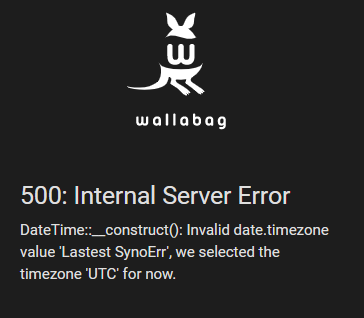 wallabag
500: Internal Server Error
DateTime::__construct(): Invalid date.timezone
value 'Lastest SynoErr', we selected the
timezone 'UTC' for now.